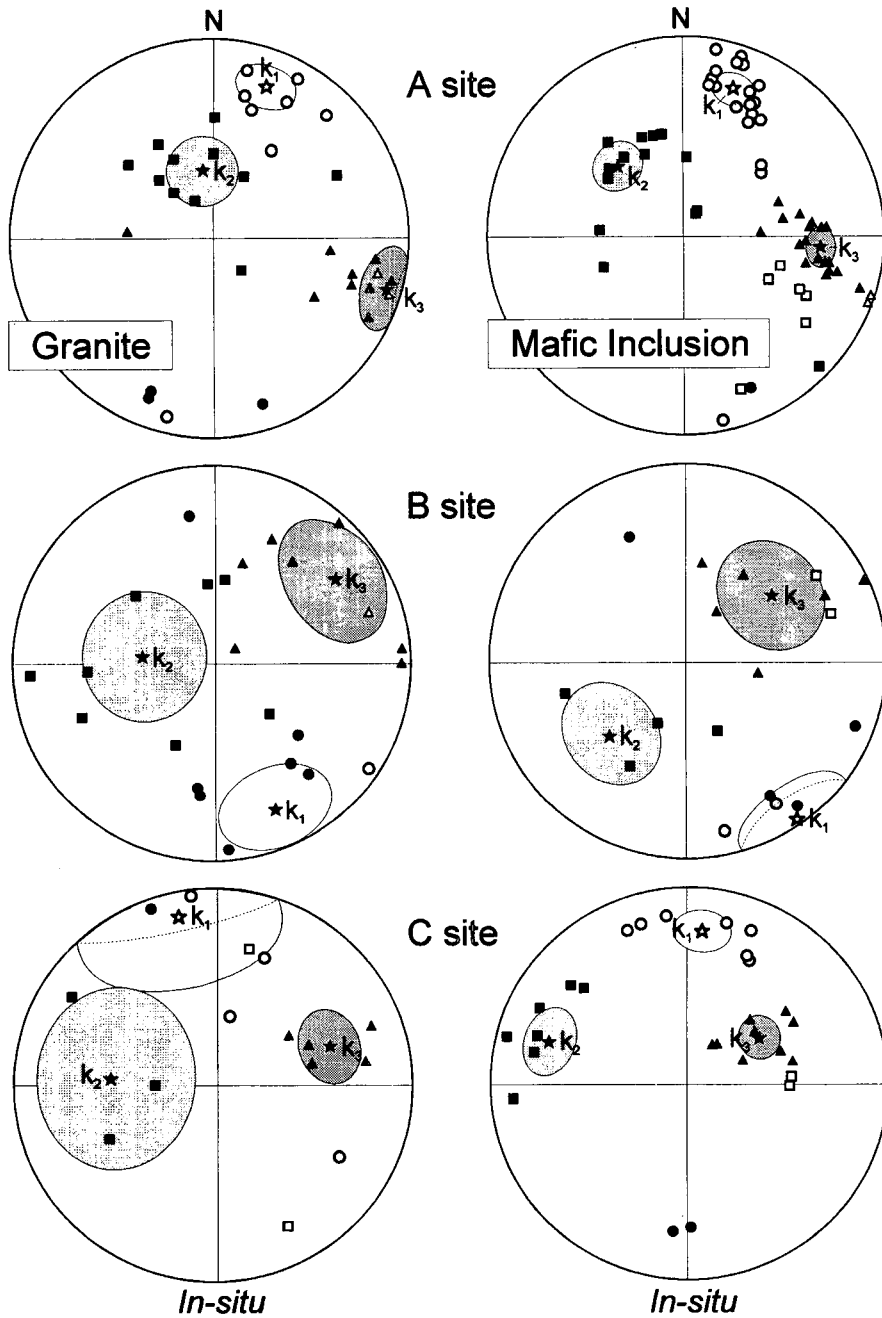 N
N
A site
k₁
k₂
k₃
Granite
k₁
k₂
k₃
Mafic Inclusion
B site
k₃
k₂
k₁
k₃
k₂
k₁
C site
k₁
k₂
k₃
k₁
k₂
k₃
In-situ
In-situ